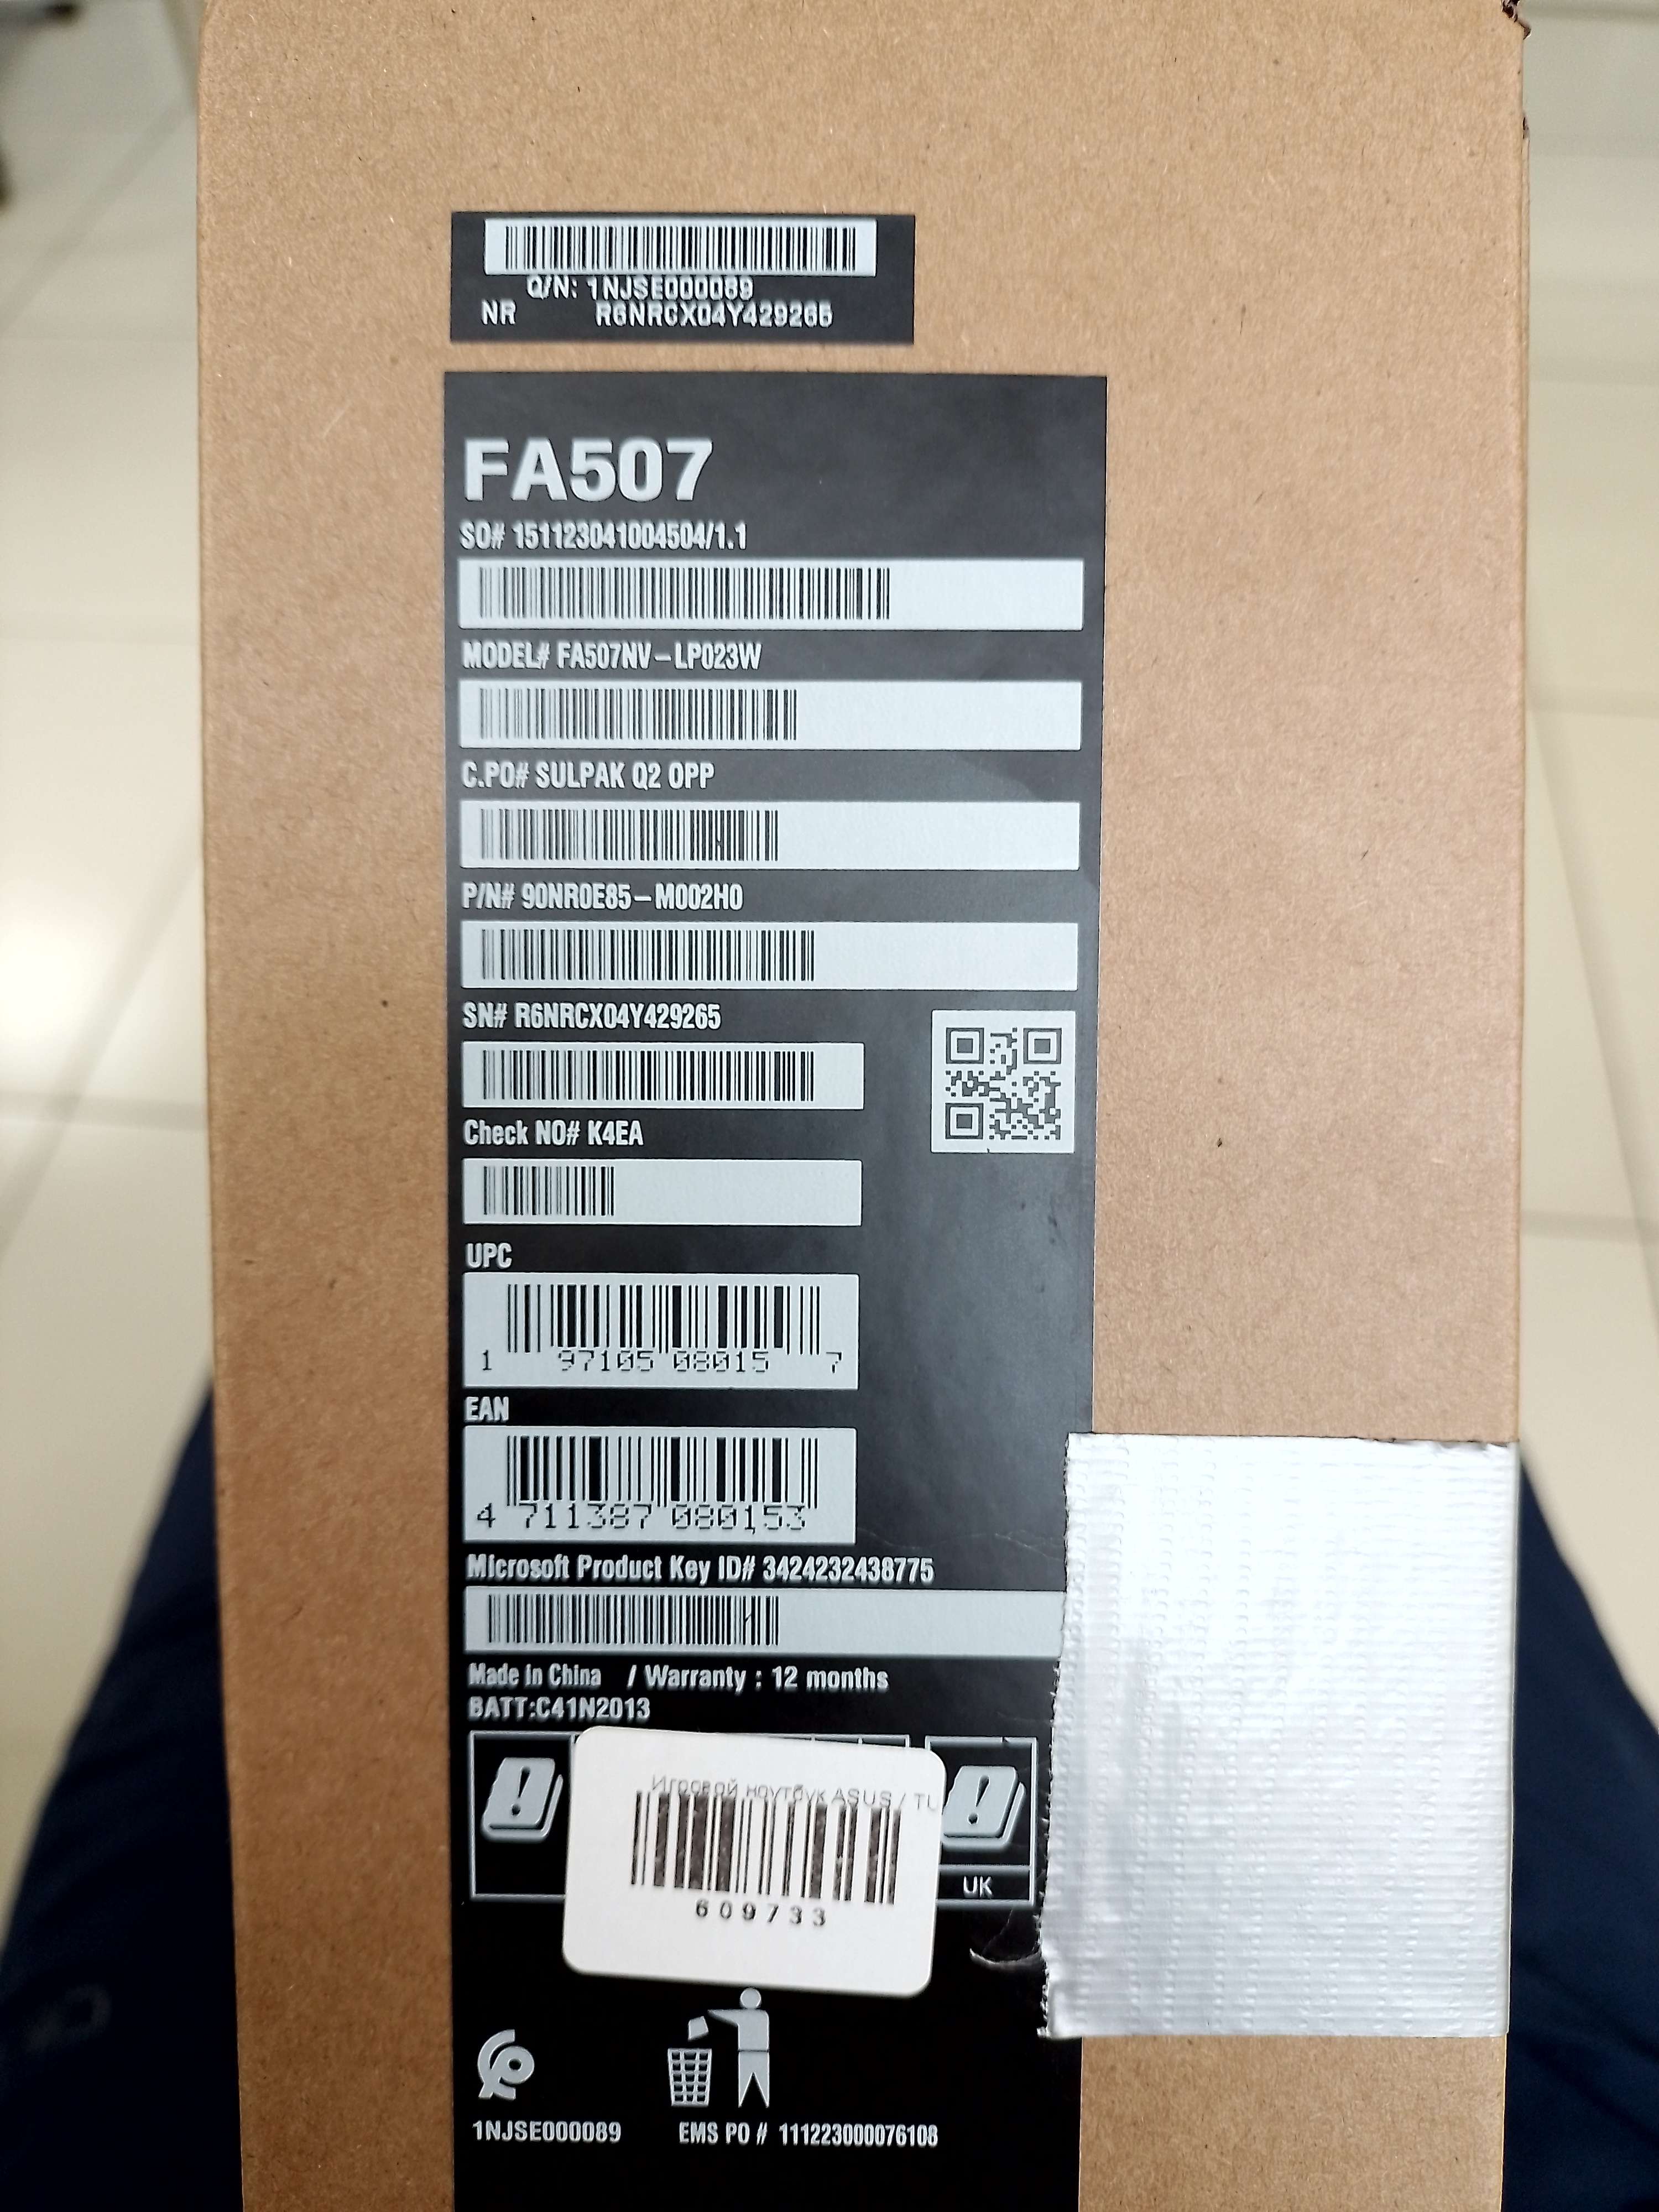 Q/N: 1NJSE000089
NR R6NRCX04Y429265
FA507
SO# 151123041004504/1.1
MODEL# FA507NV-LP023W
C.PO# SULPAK Q2 OPP
P/N# 90NR0E85-M002H0
SN# R6NRCX04Y429265
Check NO# K4EA
UPC
1 97105 08015 7
EAN
4 711387 080153
Microsoft Product Key ID# 3424232438775
Made in China / Warranty : 12 months
BATT:C41N2013
Игровой ноутбук ASUS / TU
609733
UK
1NJSE000089 EMS PO # 111223000076108